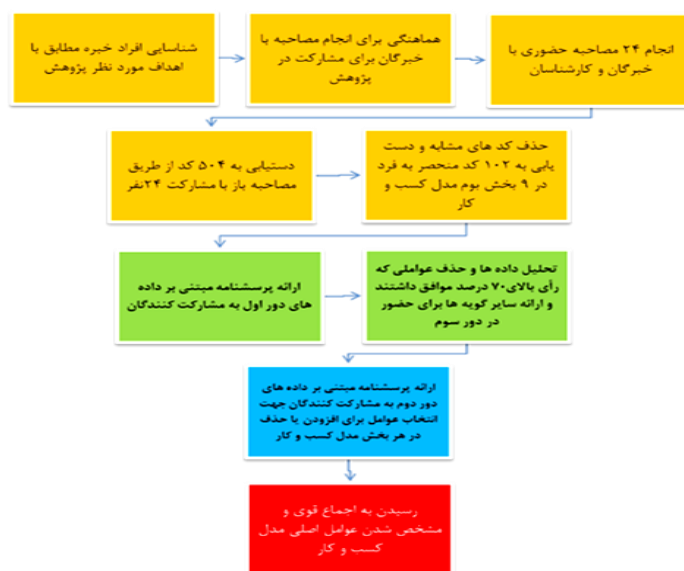 شناسایی افراد خبره مطابق با
اهداف مورد نظر پژوهش
هماهنگی برای انجام مصاحبه با
خبرگان برای مشارکت در
پژوهش
انجام ۲۴ مصاحبه حضوری با
خبرگان و کارشناسان
دستیابی به ۵۰۴ کد از طریق
مصاحبه باز با مشارکت ۲۴نفر
حذف کد های مشابه و دست
یابی به ۱۰۲ کد منحصر به فرد
در ۹ بخش بوم مدل کسب و
کار
ارائه پرسشنامه مبتنی بر داده
های دور اول به مشارکت کنندگان
تحلیل داده ها و حذف عواملی که
رأی بالای۷۰ درصد موافق داشتند
و ارائه سایر گویه ها برای حضور
در دور سوم
ارائه پرسشنامه مبتنی بر داده های
دور دوم به مشارکت کنندگان جهت
انتخاب عوامل برای افزودن یا حذف
در هر بخش مدل کسب و کار
رسیدن به اجماع قوی و
مشخص شدن عوامل اصلی مدل
کسب و کار